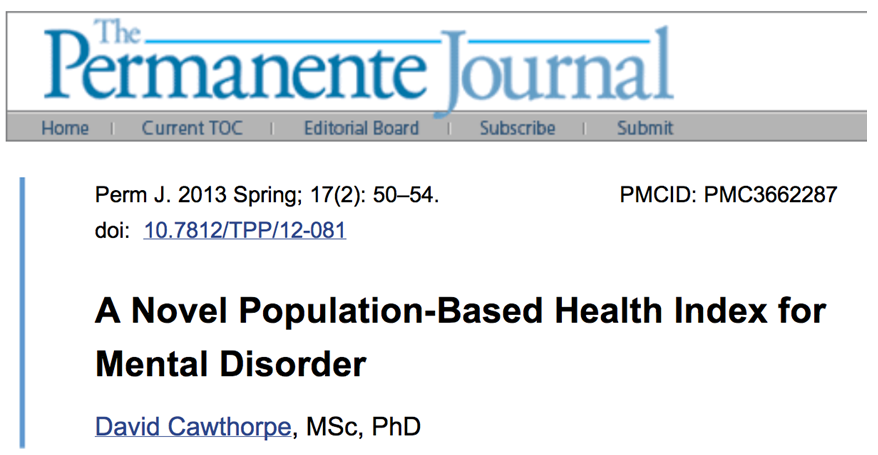 The
Permanente Journal
Home | Current TOC | Editorial Board | Subscribe | Submit
Perm J. 2013 Spring; 17(2): 50–54. PMCID: PMC3662287
doi: 10.7812/TPP/12-081
A Novel Population-Based Health Index for
Mental Disorder
David Cawthorpe, MSc, PhD